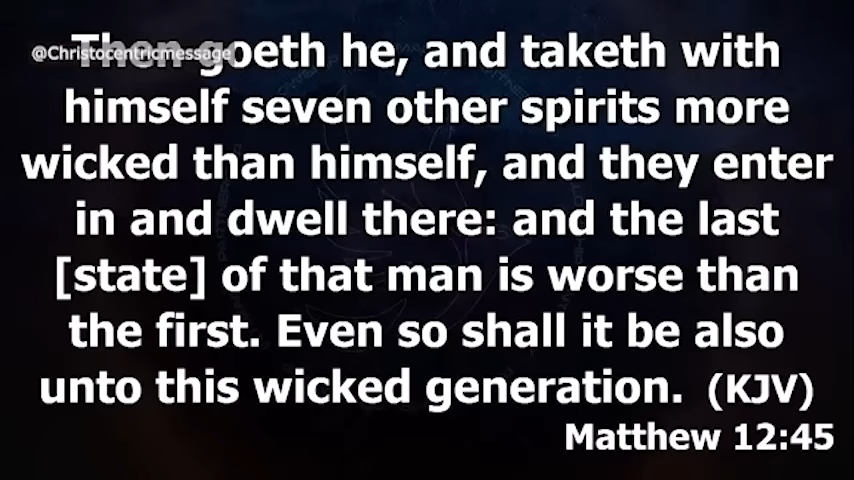 @Christocentricmessage
Then goeth he, and taketh with
himself seven other spirits more
wicked than himself, and they enter
in and dwell there: and the last
[state] of that man is worse than
the first. Even so shall it be also
unto this wicked generation. (KJV)
Matthew 12:45